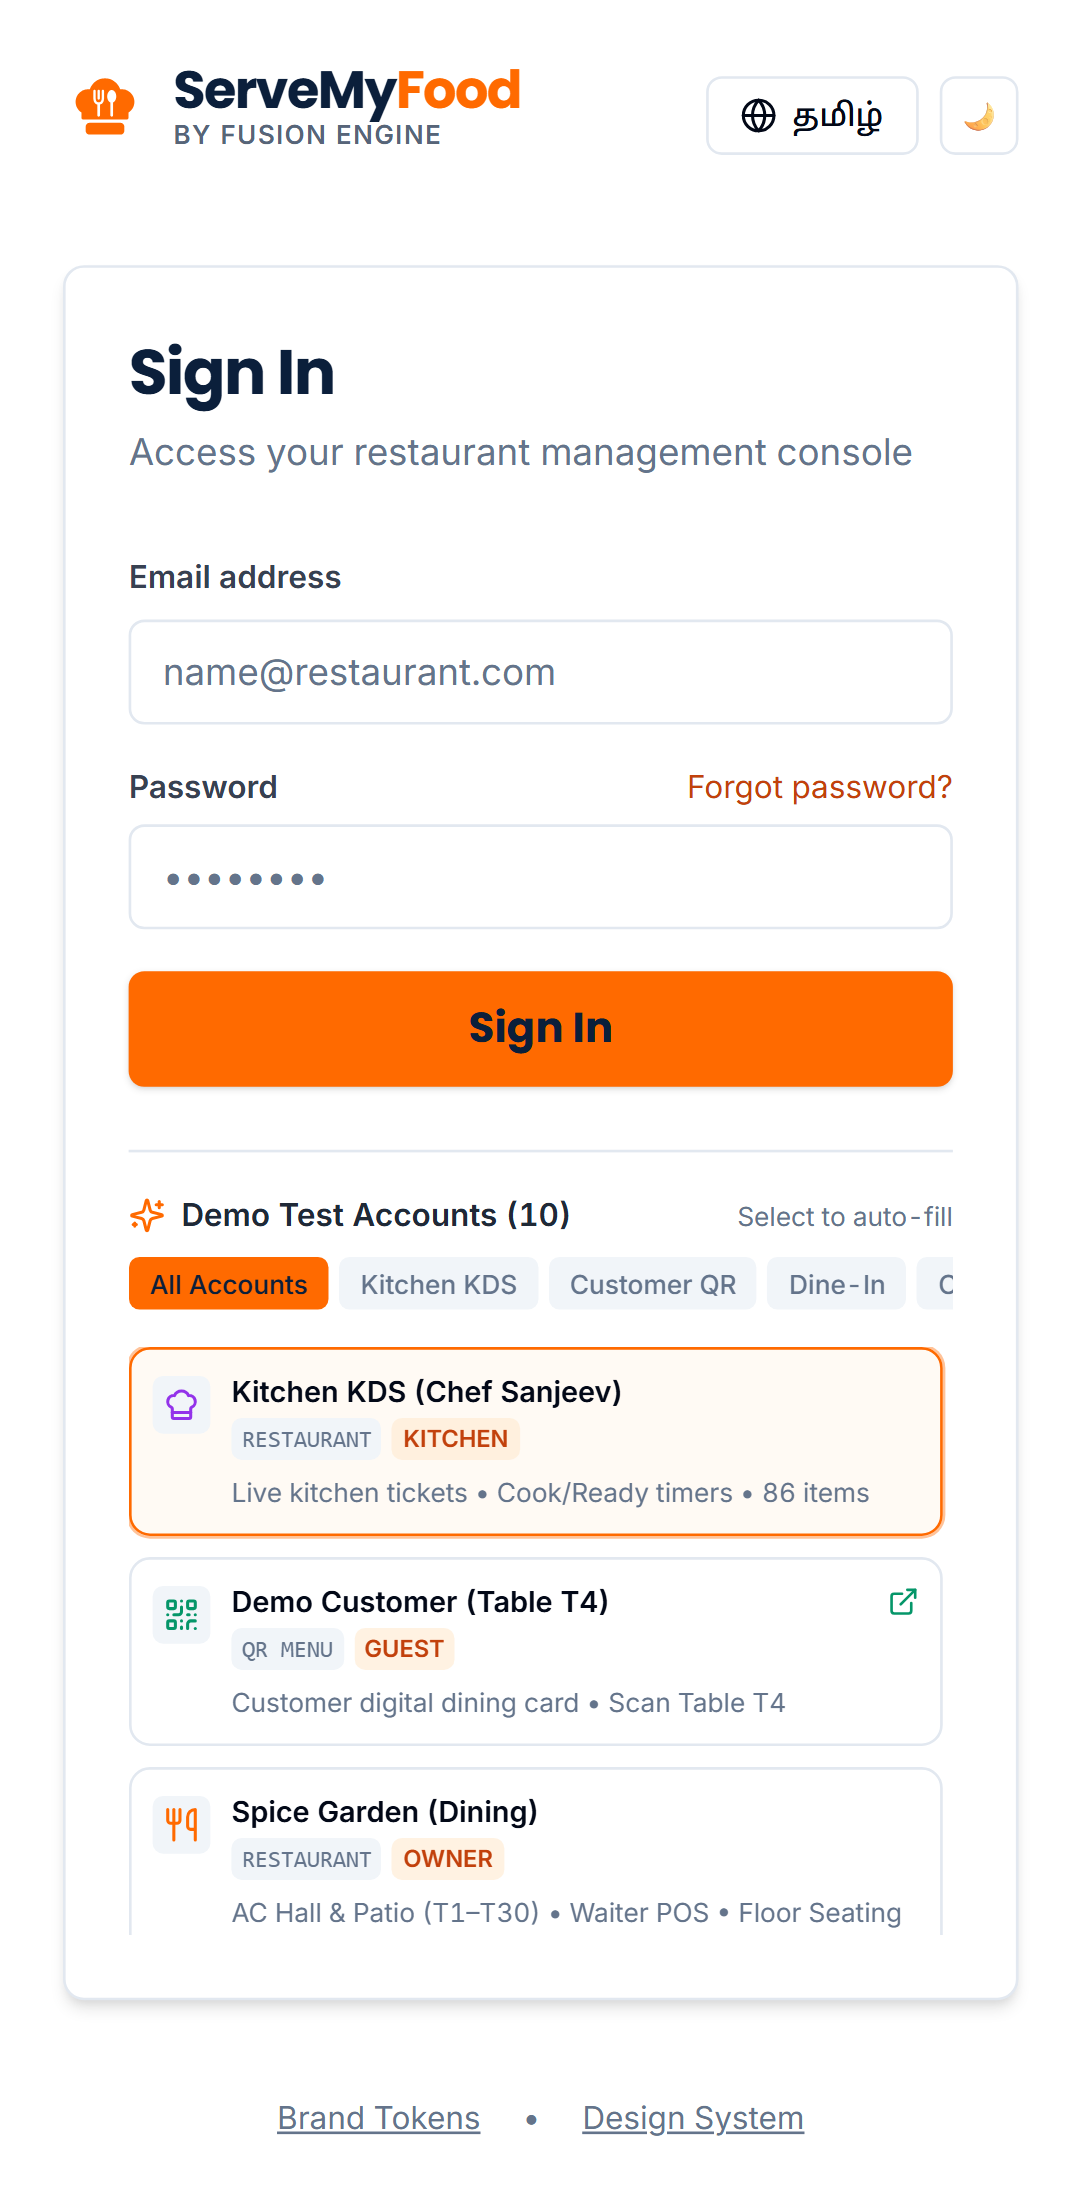 ServeMyFood
BY FUSION ENGINE
தமிழ்
Sign In
Access your restaurant management console
Email address
name@restaurant.com
Password
Forgot password?
Sign In
Demo Test Accounts (10)
Select to auto-fill
All Accounts
Kitchen KDS
Customer QR
Dine-In
Kitchen KDS (Chef Sanjeev)
RESTAURANT
KITCHEN
Live kitchen tickets • Cook/Ready timers • 86 items
Demo Customer (Table T4)
QR MENU
GUEST
Customer digital dining card • Scan Table T4
Spice Garden (Dining)
RESTAURANT
OWNER
AC Hall & Patio (T1–T30) • Waiter POS • Floor Seating
Brand Tokens • Design System